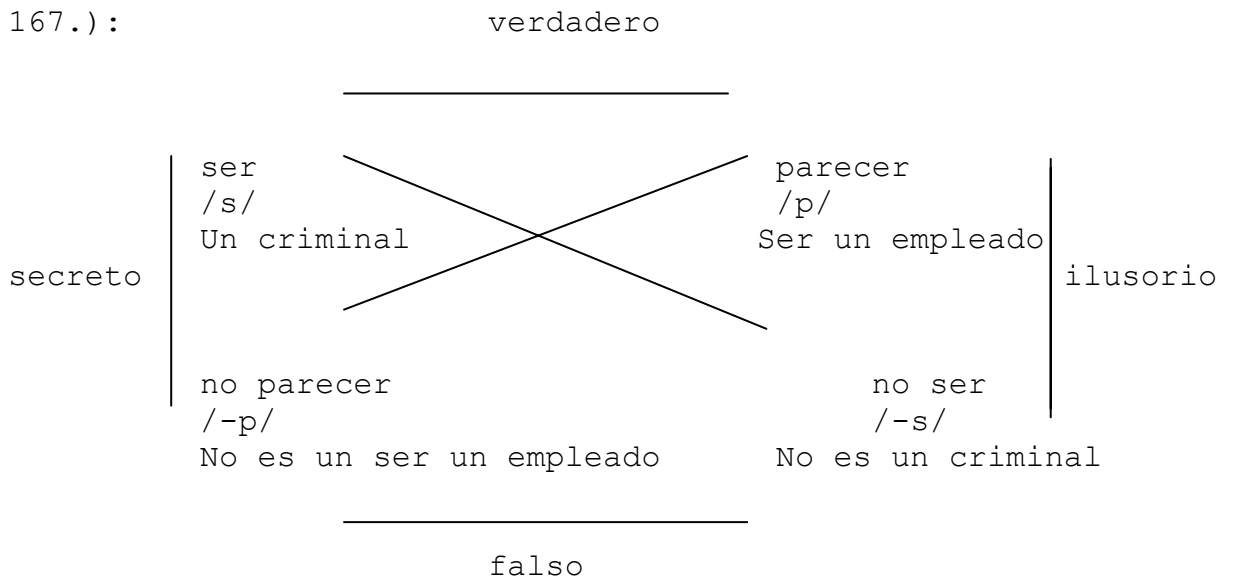 167.): verdadero
ser parecer
/s/ /p/
Un criminal Ser un empleado
secreto ilusorio
no parecer no ser
/-p/ /-s/
No es un ser un empleado No es un criminal
falso